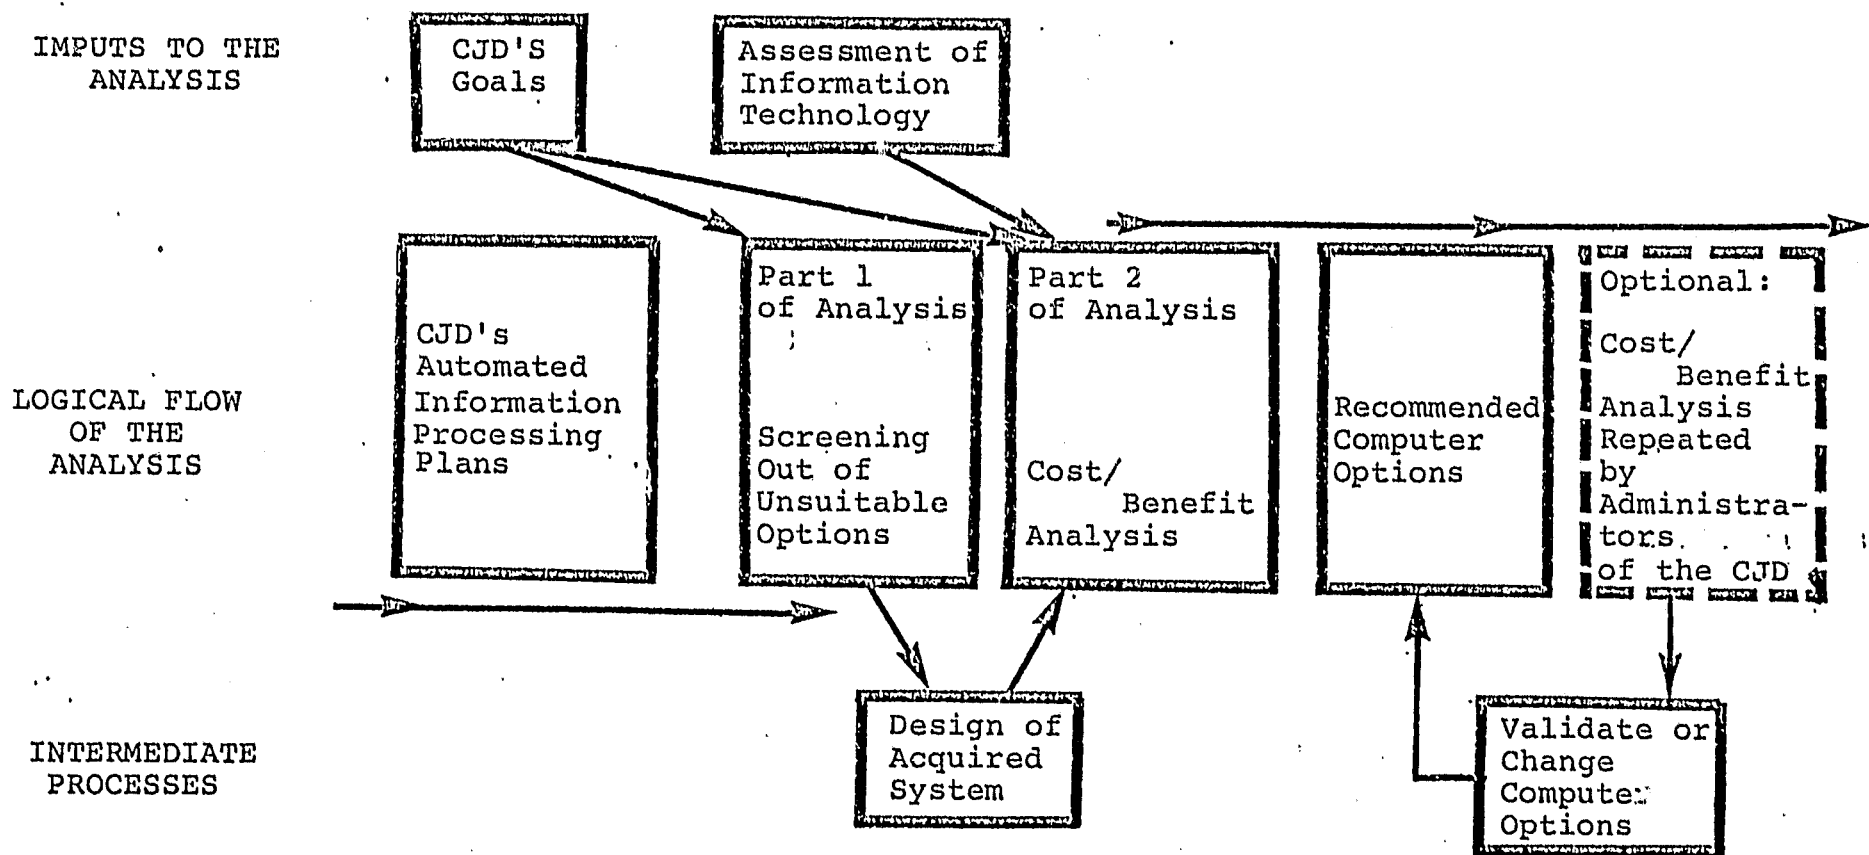 IMPUTS TO THE
ANALYSIS
CJD'S
Goals
Assessment of
Information
Technology
LOGICAL FLOW
OF THE
ANALYSIS
CJD's
Automated
Information
Processing
Plans
Part 1
of Analysis
Screening
Out of
Unsuitable
Options
Part 2
of Analysis
Cost/
Benefit
Analysis
Recommended
Computer
Options
Optional:
Cost/
Benefit
Analysis
Repeated
by
Administra-
tors
of the CJD
INTERMEDIATE
PROCESSES
Design of
Acquired
System
Validate or
Change
Computer
Options